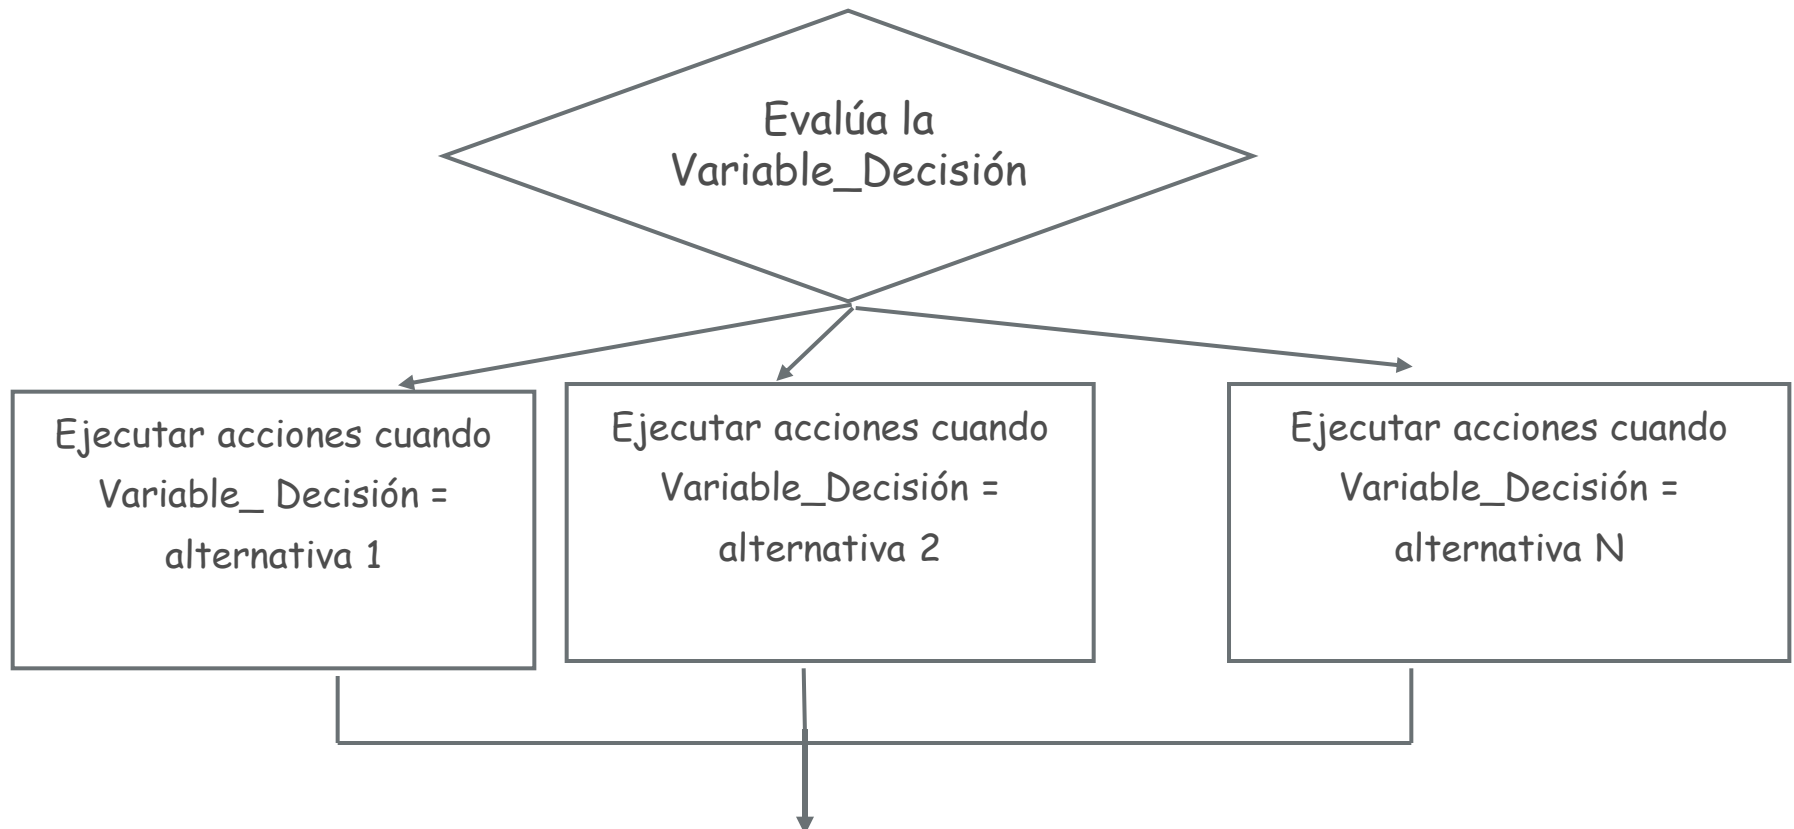 Evalúa la
Variable_Decisión
Ejecutar acciones cuando
Variable_ Decisión =
alternativa 1
Ejecutar acciones cuando
Variable_Decisión =
alternativa 2
Ejecutar acciones cuando
Variable_Decisión =
alternativa N